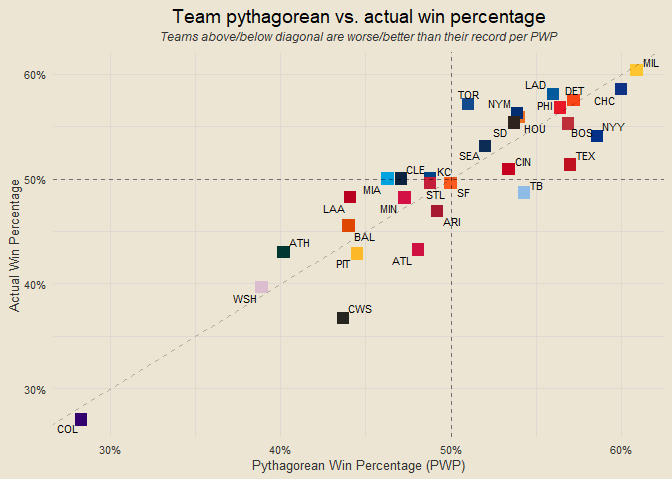 Team pythagorean vs. actual win percentage
Teams above/below diagonal are worse/better than their record per PWP
Actual Win Percentage
60%
50%
40%
30%
MIL
LAD
DET
CHC
TOR
NYM
PHI
SD
HOU
BOS
NYY
SEA
CIN
TEX
CLE
KC
MIA
STL
SF
TB
LAA
MIN
ARI
BAL
ATH
PIT
ATL
WSH
CWS
COL
30%
40%
50%
60%
Pythagorean Win Percentage (PWP)